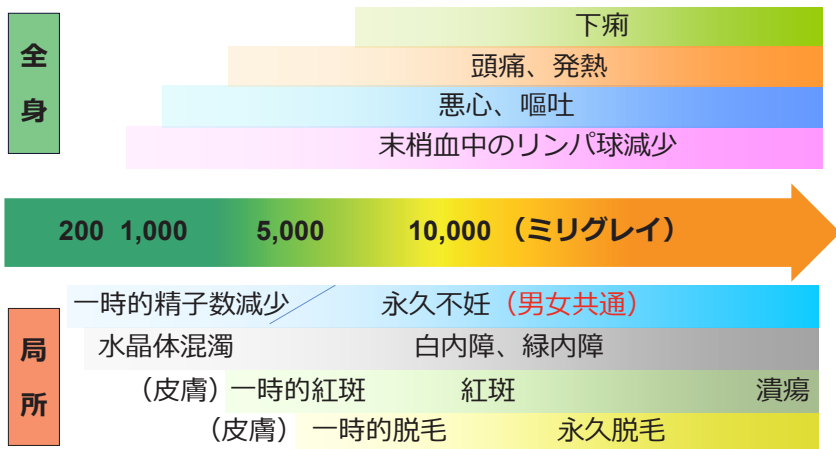 全身
下痢
頭痛、発熱
悪心、嘔吐
末梢血中のリンパ球減少
200 1,000 5,000 10,000 (ミリグレイ)
局所
一時的精子数減少 永久不妊(男女共通)
水晶体混濁 白内障、緑内障
(皮膚) 一時的紅斑 紅斑 潰瘍
(皮膚) 一時的脱毛 永久脱毛